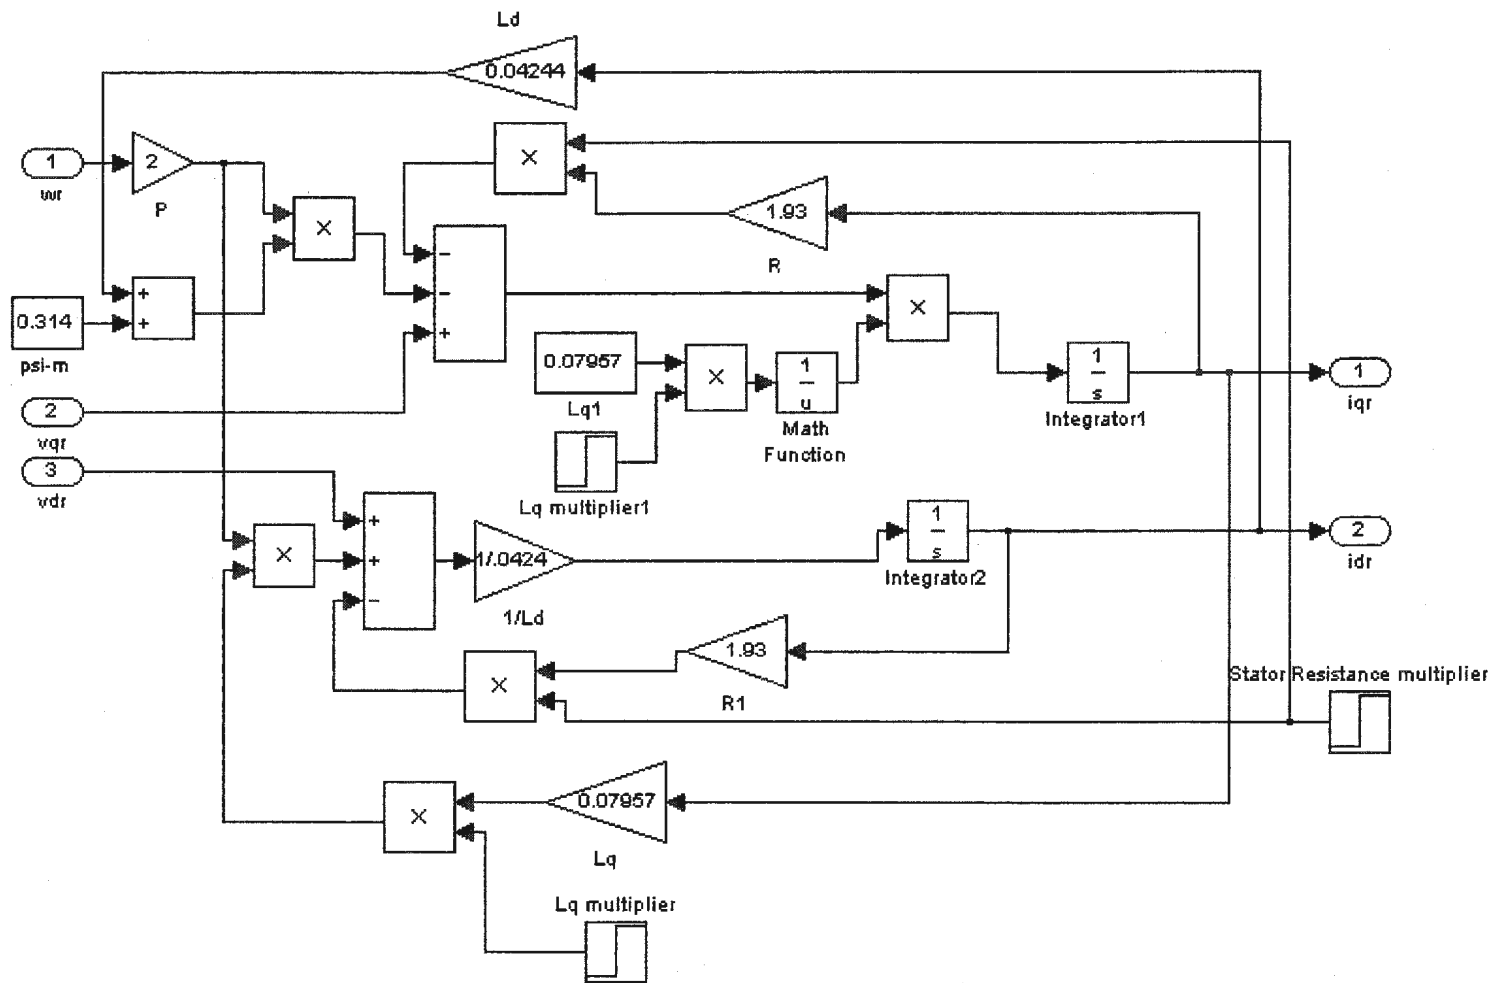 Ld
0.04244
1
wr
2
P
×
×
1.93
R
−
−
+
+
+
0.314
psi-m
×
0.07957
Lq1
×
1
u
Math
Function
1
s
Integrator1
1
iqr
2
vqr
3
vdr
Lq multiplier1
+
+
−
×
1/.0424
1/Ld
1
s
Integrator2
2
idr
×
1.93
R1
Stator Resistance multiplier
×
0.07957
Lq
Lq multiplier